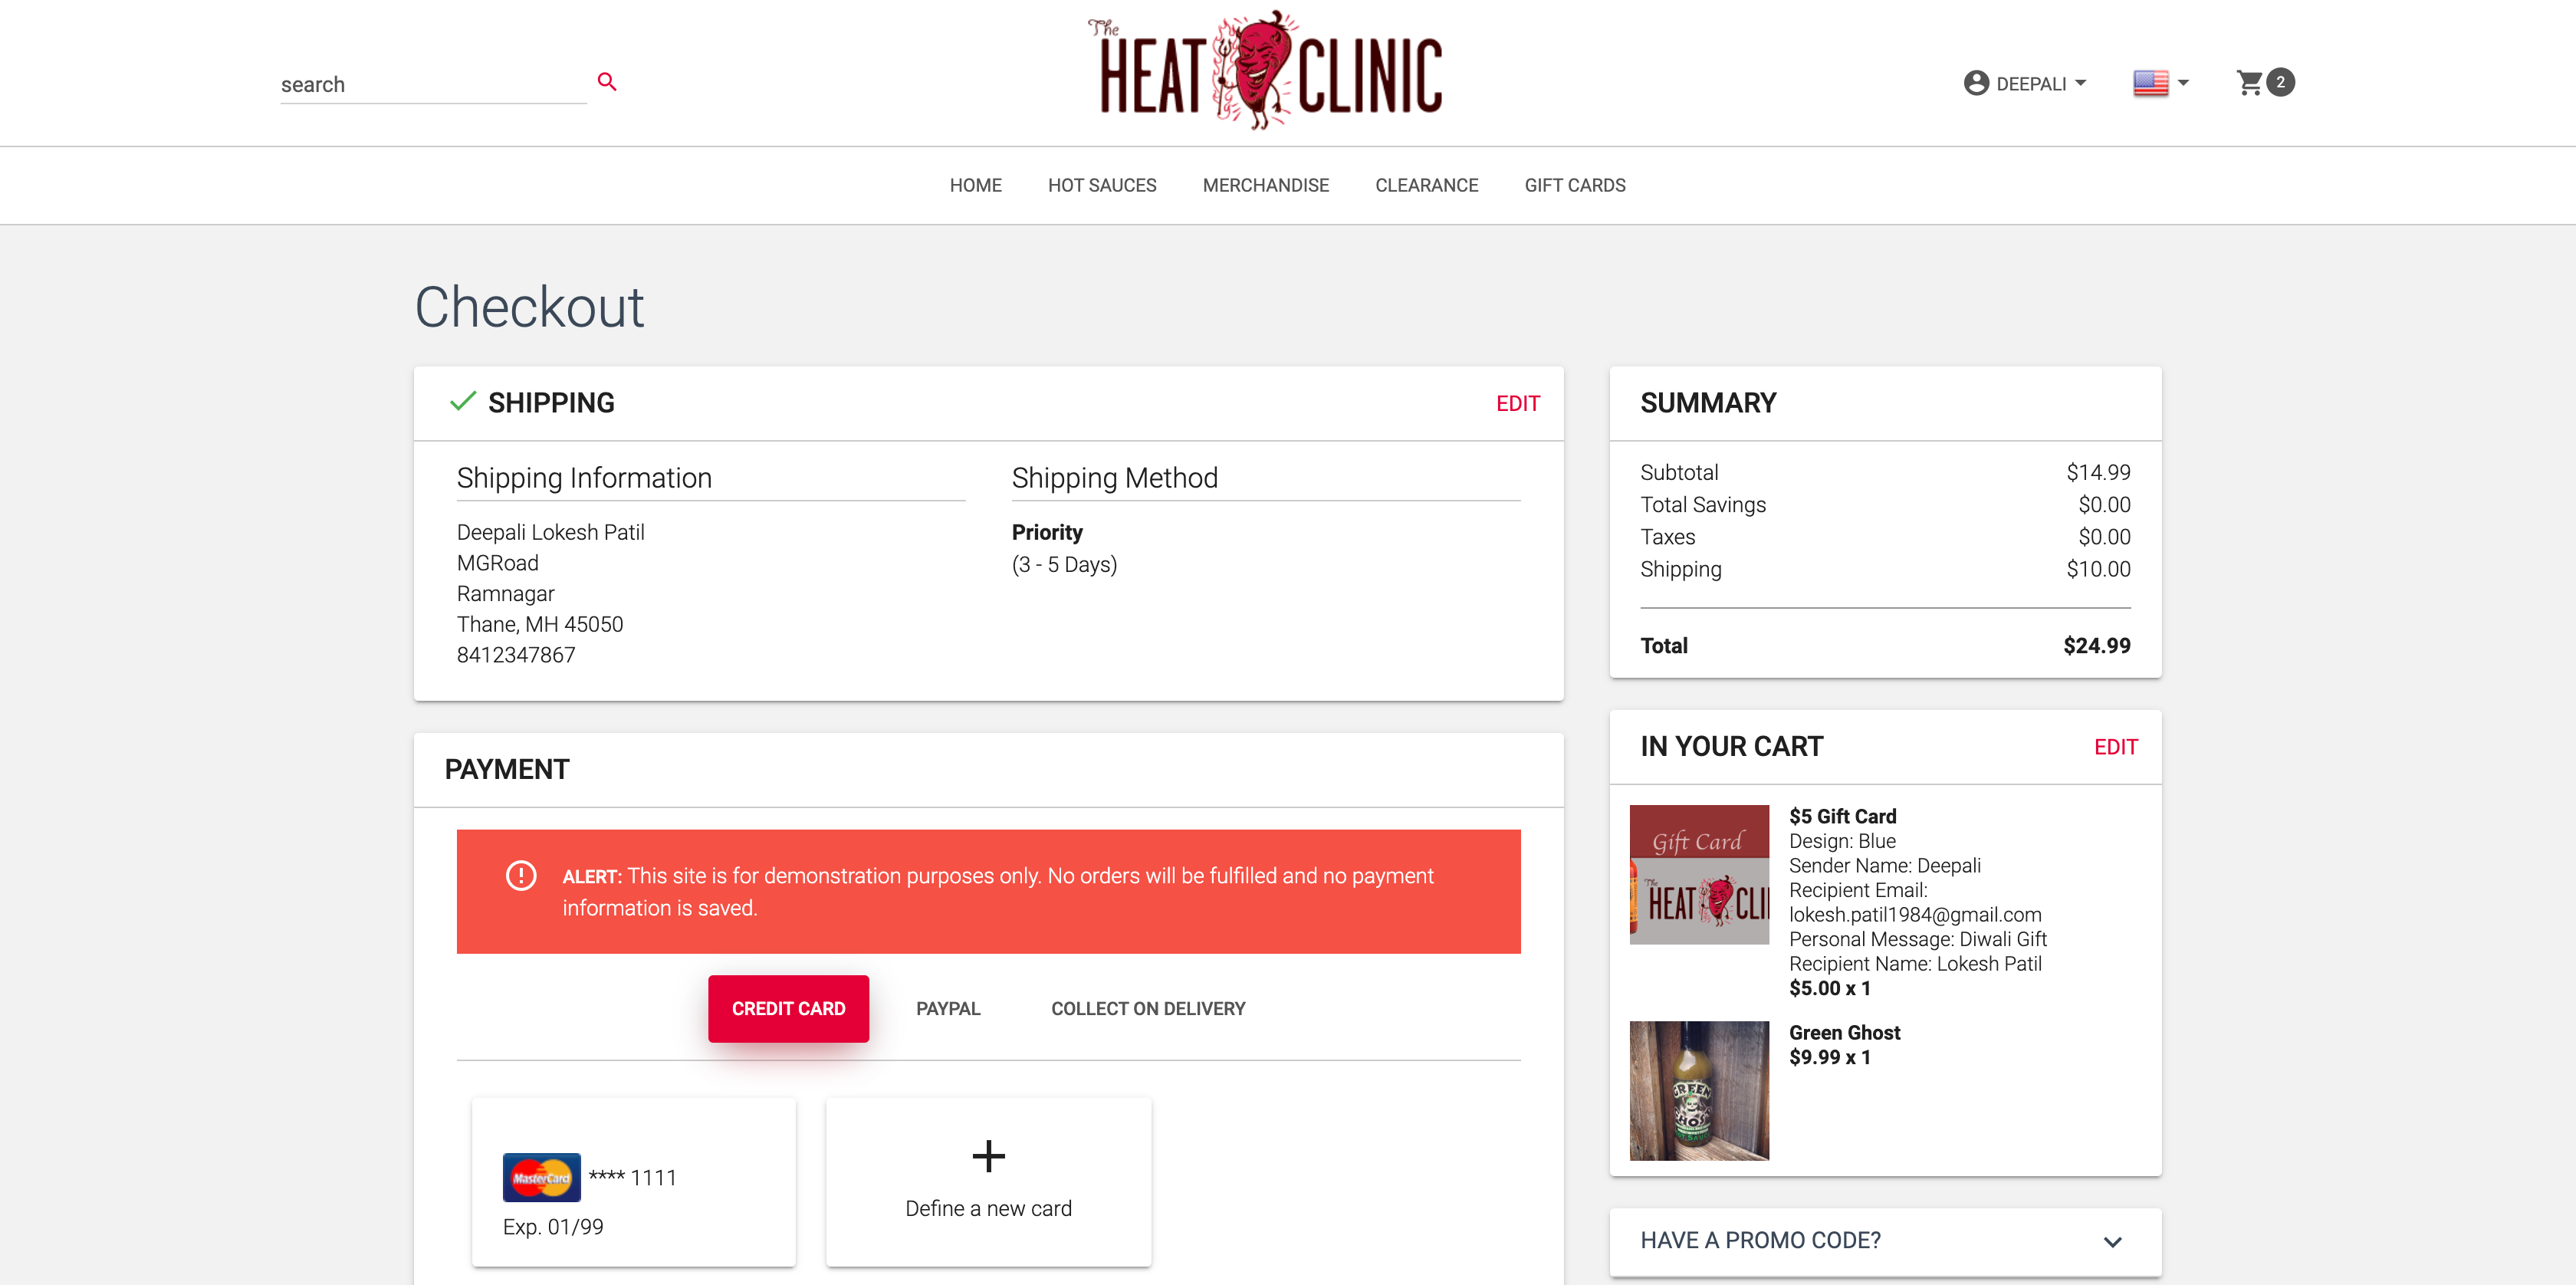 search
The
HEAT CLINIC
DEEPALI
2
HOME
HOT SAUCES
MERCHANDISE
CLEARANCE
GIFT CARDS
Checkout
SHIPPING
EDIT
Shipping Information
Deepali Lokesh Patil
MGRoad
Ramnagar
Thane, MH 45050
8412347867
Shipping Method
Priority
(3 - 5 Days)
PAYMENT
ALERT: This site is for demonstration purposes only. No orders will be fulfilled and no payment
information is saved.
CREDIT CARD
PAYPAL
COLLECT ON DELIVERY
MasterCard
**** 1111
Exp. 01/99
Define a new card
SUMMARY
Subtotal $14.99
Total Savings $0.00
Taxes $0.00
Shipping $10.00
Total $24.99
IN YOUR CART
EDIT
Gift Card
The
HEAT CLI
$5 Gift Card
Design: Blue
Sender Name: Deepali
Recipient Email:
lokesh.patil1984@gmail.com
Personal Message: Diwali Gift
Recipient Name: Lokesh Patil
$5.00 x 1
GREEN
Green Ghost
$9.99 x 1
HAVE A PROMO CODE?